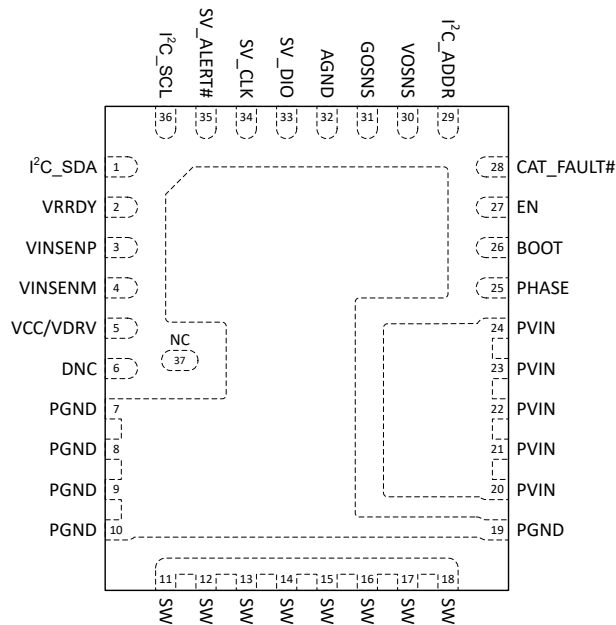 I²C_SCL
SV_ALERT#
SV_CLK
SV_DIO
AGND
GOSNS
VOSNS
I²C_ADDR
36 35 34 33 32 31 30 29
I²C_SDA 1 28 CAT_FAULT#
VRRDY 2 27 EN
VINSENP 3 26 BOOT
VINSENM 4 25 PHASE
VCC/VDRV 5 24 PVIN
NC
37
DNC 6 23 PVIN
PGND 7 22 PVIN
PGND 8 21 PVIN
PGND 9 20 PVIN
PGND 10 19 PGND
11 12 13 14 15 16 17 18
SW
SW
SW
SW
SW
SW
SW
SW